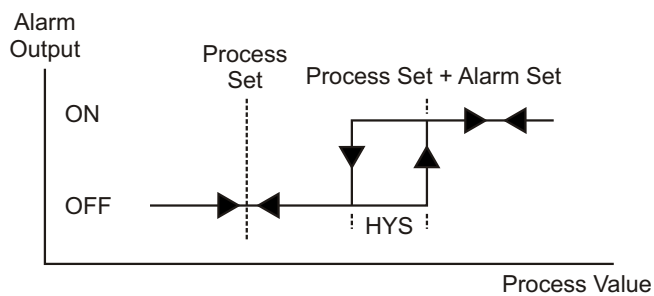 Alarm
Output
Process
Set
Process Set + Alarm Set
ON
OFF
HYS
Process Value